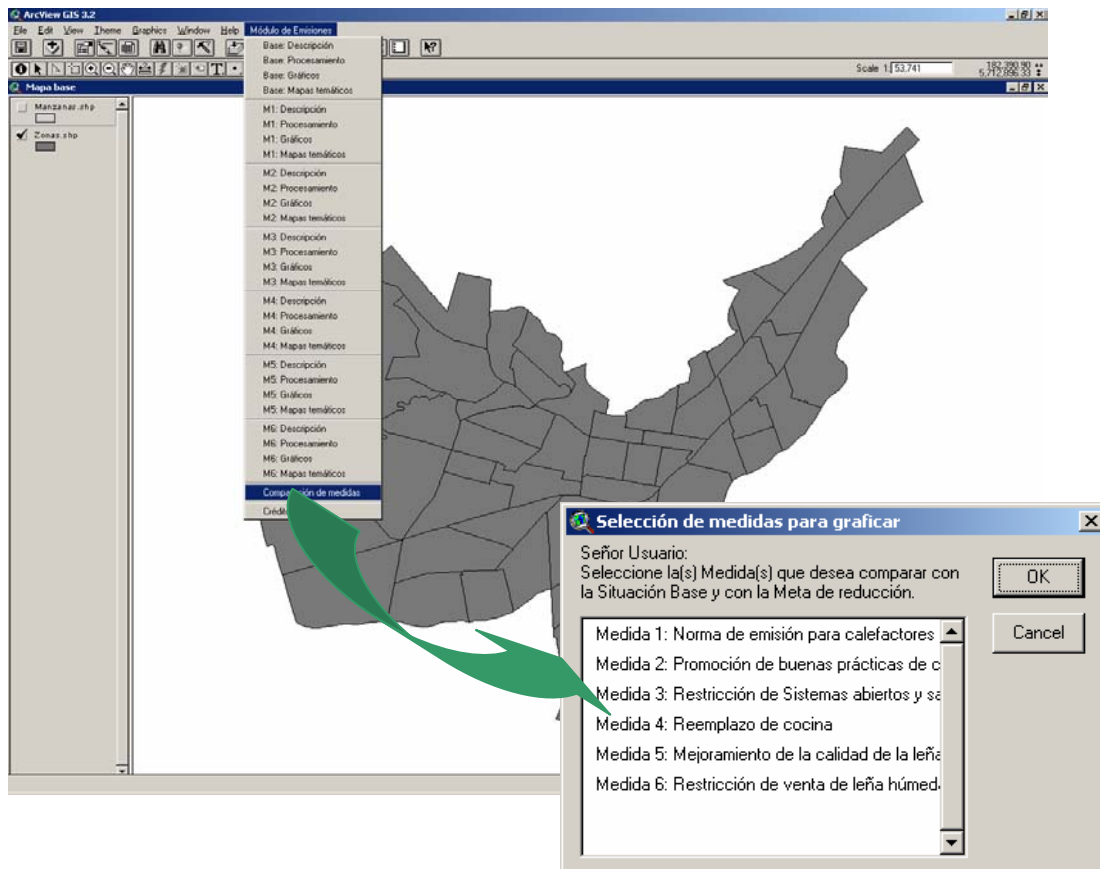 ArcView GIS 3.2
File Edit View Theme Graphics Window Help Módulo de Emisiones
Scale 1: 53.741
Mapa base
Manzanas.shp
Zonas.shp
Base: Descripción
Base: Procesamiento
Base: Gráficos
Base: Mapas temáticos
M1: Descripción
M1: Procesamiento
M1: Gráficos
M1: Mapas temáticos
M2: Descripción
M2: Procesamiento
M2: Gráficos
M2: Mapas temáticos
M3: Descripción
M3: Procesamiento
M3: Gráficos
M3: Mapas temáticos
M4: Descripción
M4: Procesamiento
M4: Gráficos
M4: Mapas temáticos
M5: Descripción
M5: Procesamiento
M5: Gráficos
M5: Mapas temáticos
M6: Descripción
M6: Procesamiento
M6: Gráficos
M6: Mapas temáticos
de medidas
Selección de medidas para graficar
Señor Usuario:
Seleccione la(s) Medida(s) que desea comparar con
la Situación Base y con la Meta de reducción.
OK
Cancel
Medida 1: Norma de emisión para calefactores
Medida 2: Promoción de buenas prácticas de c
Medida 3: Restricción de Sistemas abiertos y sa
Medida 4: Reemplazo de cocina
Medida 5: Mejoramiento de la calidad de la leña
Medida 6: Restricción de venta de leña húmeda